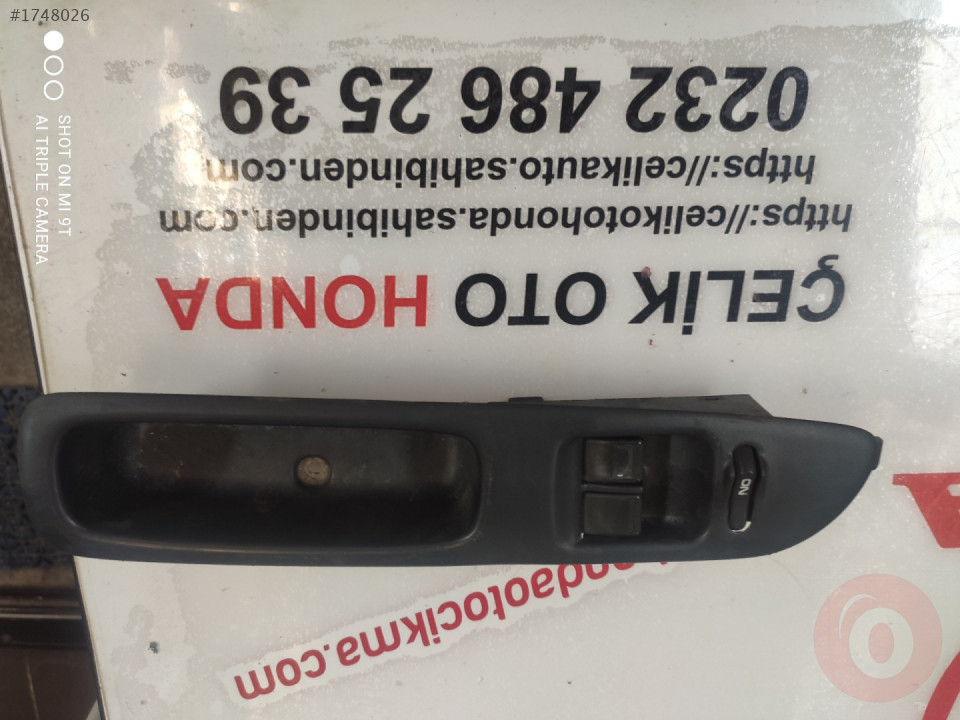 #1748026
SHOT ON MI 9T
AI TRIPLE CAMERA
0232 486 25 39
https://celikauto.sahibinden.com
https://celikotohonda.sahibinden.com
ÇELİK OTO HONDA
ON
ndaotocikma.com